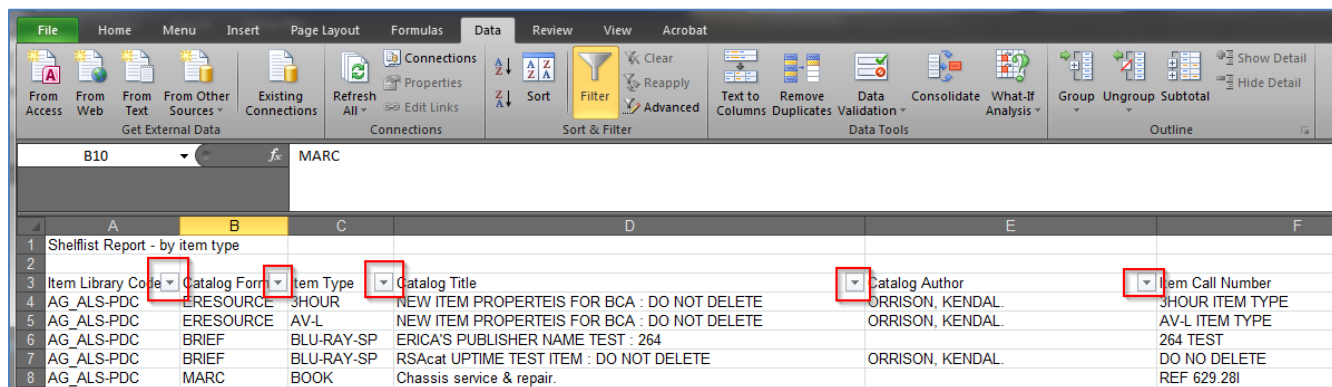 File Home Menu Insert Page Layout Formulas Data Review View Acrobat
From Access From Web From Text From Other Sources Existing Connections Refresh All Connections Properties Edit Links Sort Filter Clear Reapply Advanced Text to Columns Remove Duplicates Data Validation Consolidate What-If Analysis Group Ungroup Subtotal Show Detail Hide Detail
Get External Data Connections Sort & Filter Data Tools Outline
B10 fx MARC
A B C D E F
1 Shelflist Report - by item type
2
3 Item Library Code Catalog Form Item Type Catalog Title Catalog Author Item Call Number
4 AG_ALS-PDC ERESOURCE 3HOUR NEW ITEM PROPERTEIS FOR BCA : DO NOT DELETE ORRISON, KENDAL. 3HOUR ITEM TYPE
5 AG_ALS-PDC ERESOURCE AV-L NEW ITEM PROPERTEIS FOR BCA : DO NOT DELETE ORRISON, KENDAL. AV-L ITEM TYPE
6 AG_ALS-PDC BRIEF BLU-RAY-SP ERICA'S PUBLISHER NAME TEST : 264 264 TEST
7 AG_ALS-PDC BRIEF BLU-RAY-SP RSAcat UPTIME TEST ITEM : DO NOT DELETE ORRISON, KENDAL. DO NO DELETE
8 AG_ALS-PDC MARC BOOK Chassis service & repair. REF 629.28I